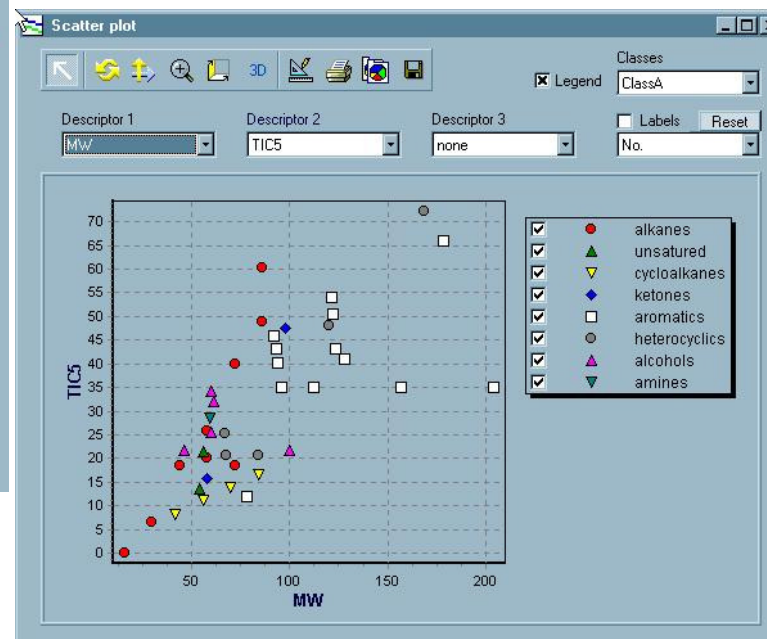 Scatter plot
3D
Legend
Classes
ClassA
Descriptor 1
Descriptor 2
Descriptor 3
Labels
Reset
MW
TIC5
none
No.
70
65
60
55
50
45
40
35
30
25
20
15
10
5
0
TIC5
50
100
150
200
MW
alkanes
unsatured
cycloalkanes
ketones
aromatics
heterocyclics
alcohols
amines